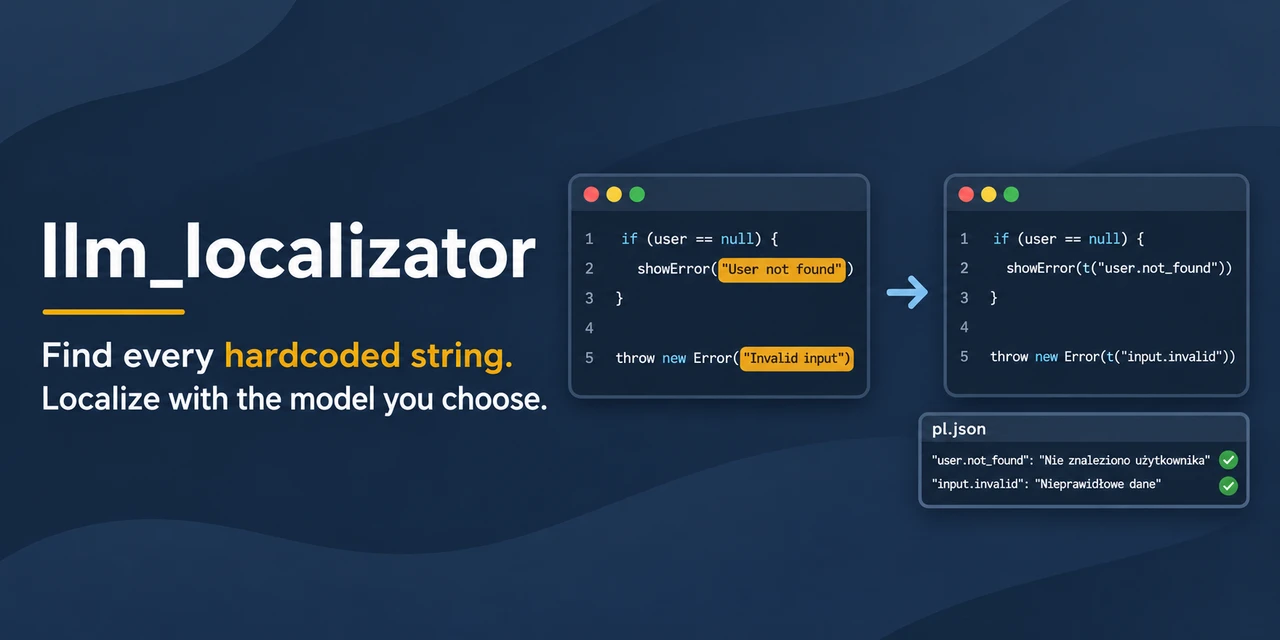 llm_localizator
Find every hardcoded string.
Localize with the model you choose.
1 if (user == null) {
2 showError("User not found")
3 }
4
5 throw new Error("Invalid input")
1 if (user == null) {
2 showError(t("user.not_found"))
3 }
4
5 throw new Error(t("input.invalid"))
pl.json
"user.not_found": "Nie znaleziono użytkownika"
"input.invalid": "Nieprawidłowe dane"